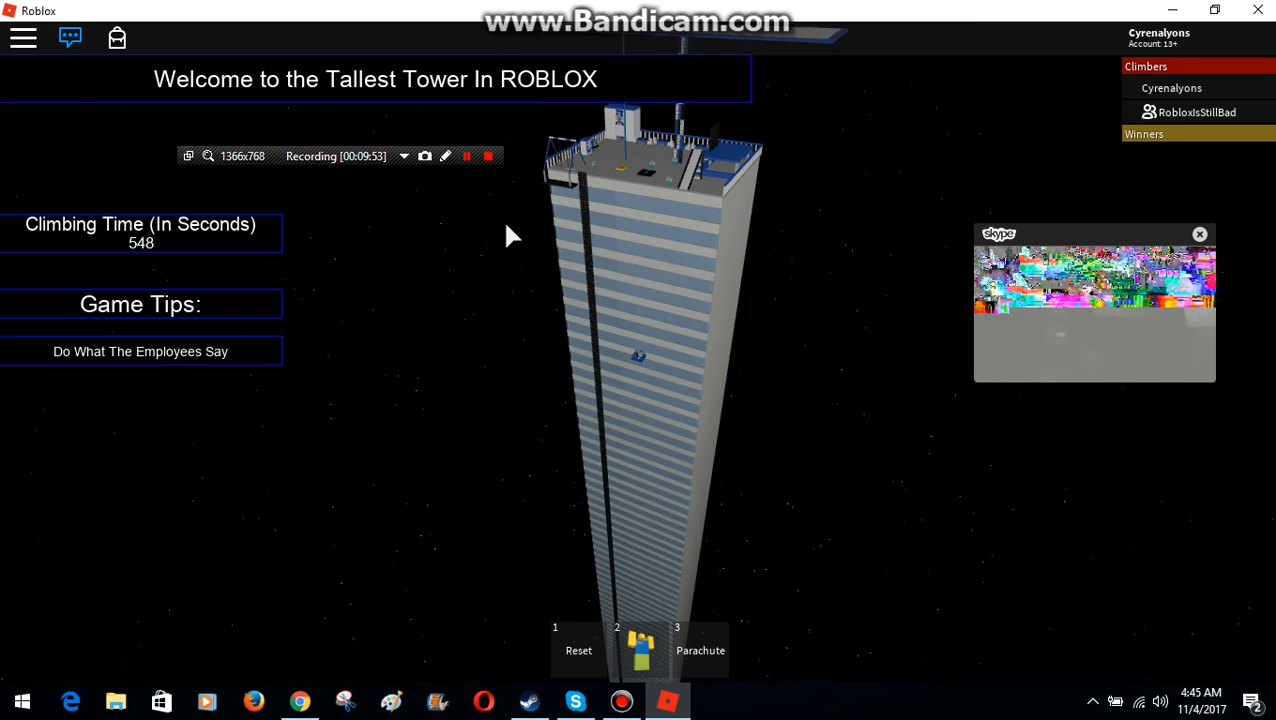 Roblox
www.Bandicam.com
Cyrenalyons
Account: 13+
Welcome to the Tallest Tower In ROBLOX
Climbers
Cyrenalyons
RobloxIsStillBad
Winners
1366x768 Recording [00:09:53]
Climbing Time (In Seconds)
548
skype
Game Tips:
Do What The Employees Say
1 2 3
Reset Parachute
4:45 AM
11/4/2017
2